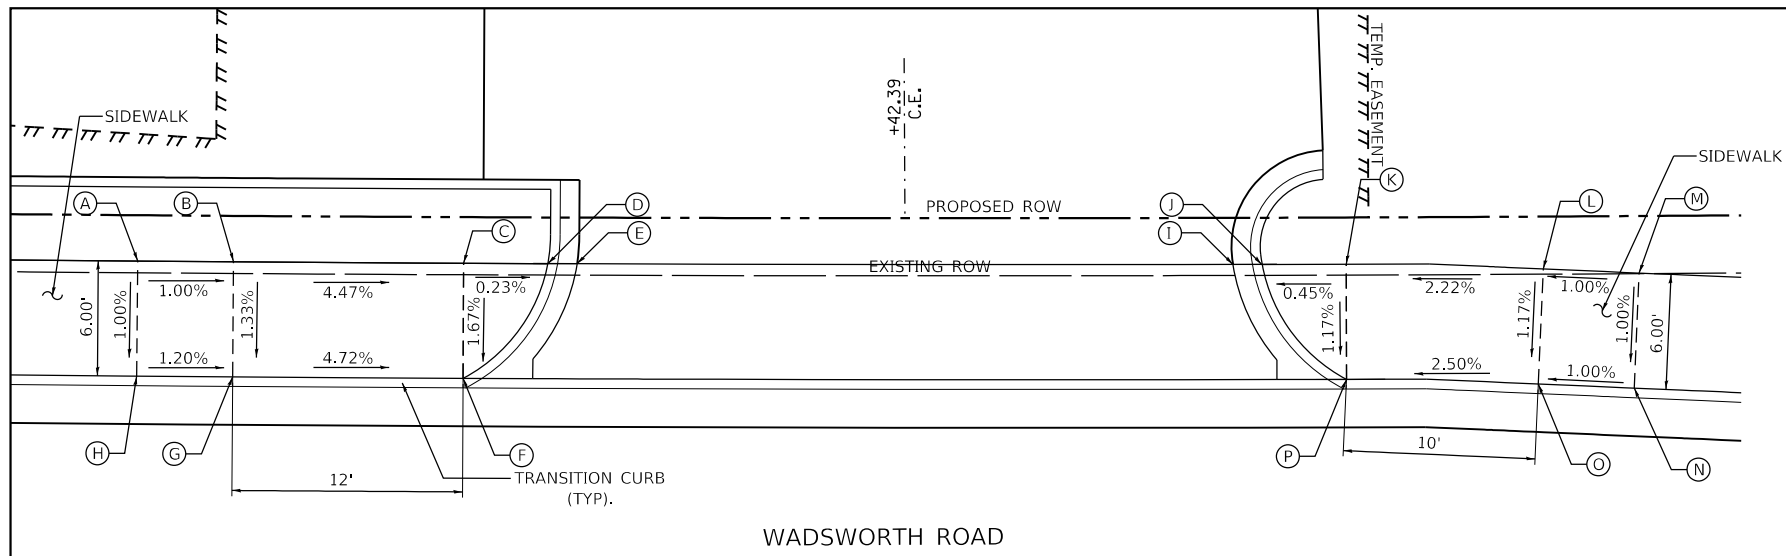 +42.39
C.E.
TEMP. EASEMENT
SIDEWALK
SIDEWALK
K
A
B
C
D
E
PROPOSED ROW
J
I
L
M
EXISTING ROW
6.00'
1.00%
1.00%
1.33%
4.47%
0.23%
1.67%
0.45%
1.17%
2.22%
1.17%
1.00%
1.00%
6.00'
1.20%
4.72%
2.50%
1.00%
H
G
F
P
10'
O
N
12'
TRANSITION CURB
(TYP).
WADSWORTH ROAD